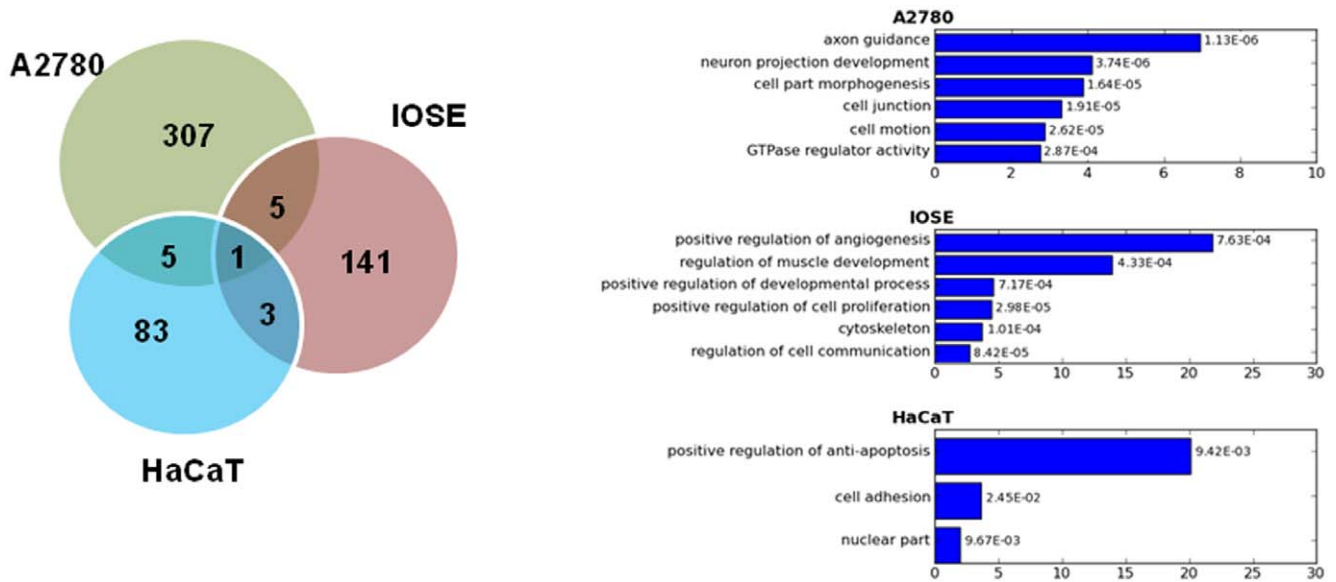 A2780
IOSE
307
5
5
1
141
83
3
HaCaT
A2780
axon guidance 1.13E-06
neuron projection development 3.74E-06
cell part morphogenesis 1.64E-05
cell junction 1.91E-05
cell motion 2.62E-05
GTPase regulator activity 2.87E-04
0 2 4 6 8 10
IOSE
positive regulation of angiogenesis 7.63E-04
regulation of muscle development 4.33E-04
positive regulation of developmental process 7.17E-04
positive regulation of cell proliferation 2.98E-05
cytoskeleton 1.01E-04
regulation of cell communication 8.42E-05
0 5 10 15 20 25 30
HaCaT
positive regulation of anti-apoptosis 9.42E-03
cell adhesion 2.45E-02
nuclear part 9.67E-03
0 5 10 15 20 25 30